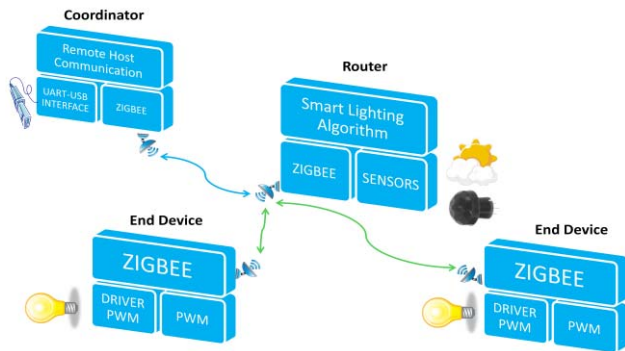 Coordinator
Remote Host
Communication
UART-USB
INTERFACE
ZIGBEE
Router
Smart Lighting
Algorithm
ZIGBEE
SENSORS
End Device
ZIGBEE
DRIVER
PWM
PWM
End Device
ZIGBEE
DRIVER
PWM
PWM